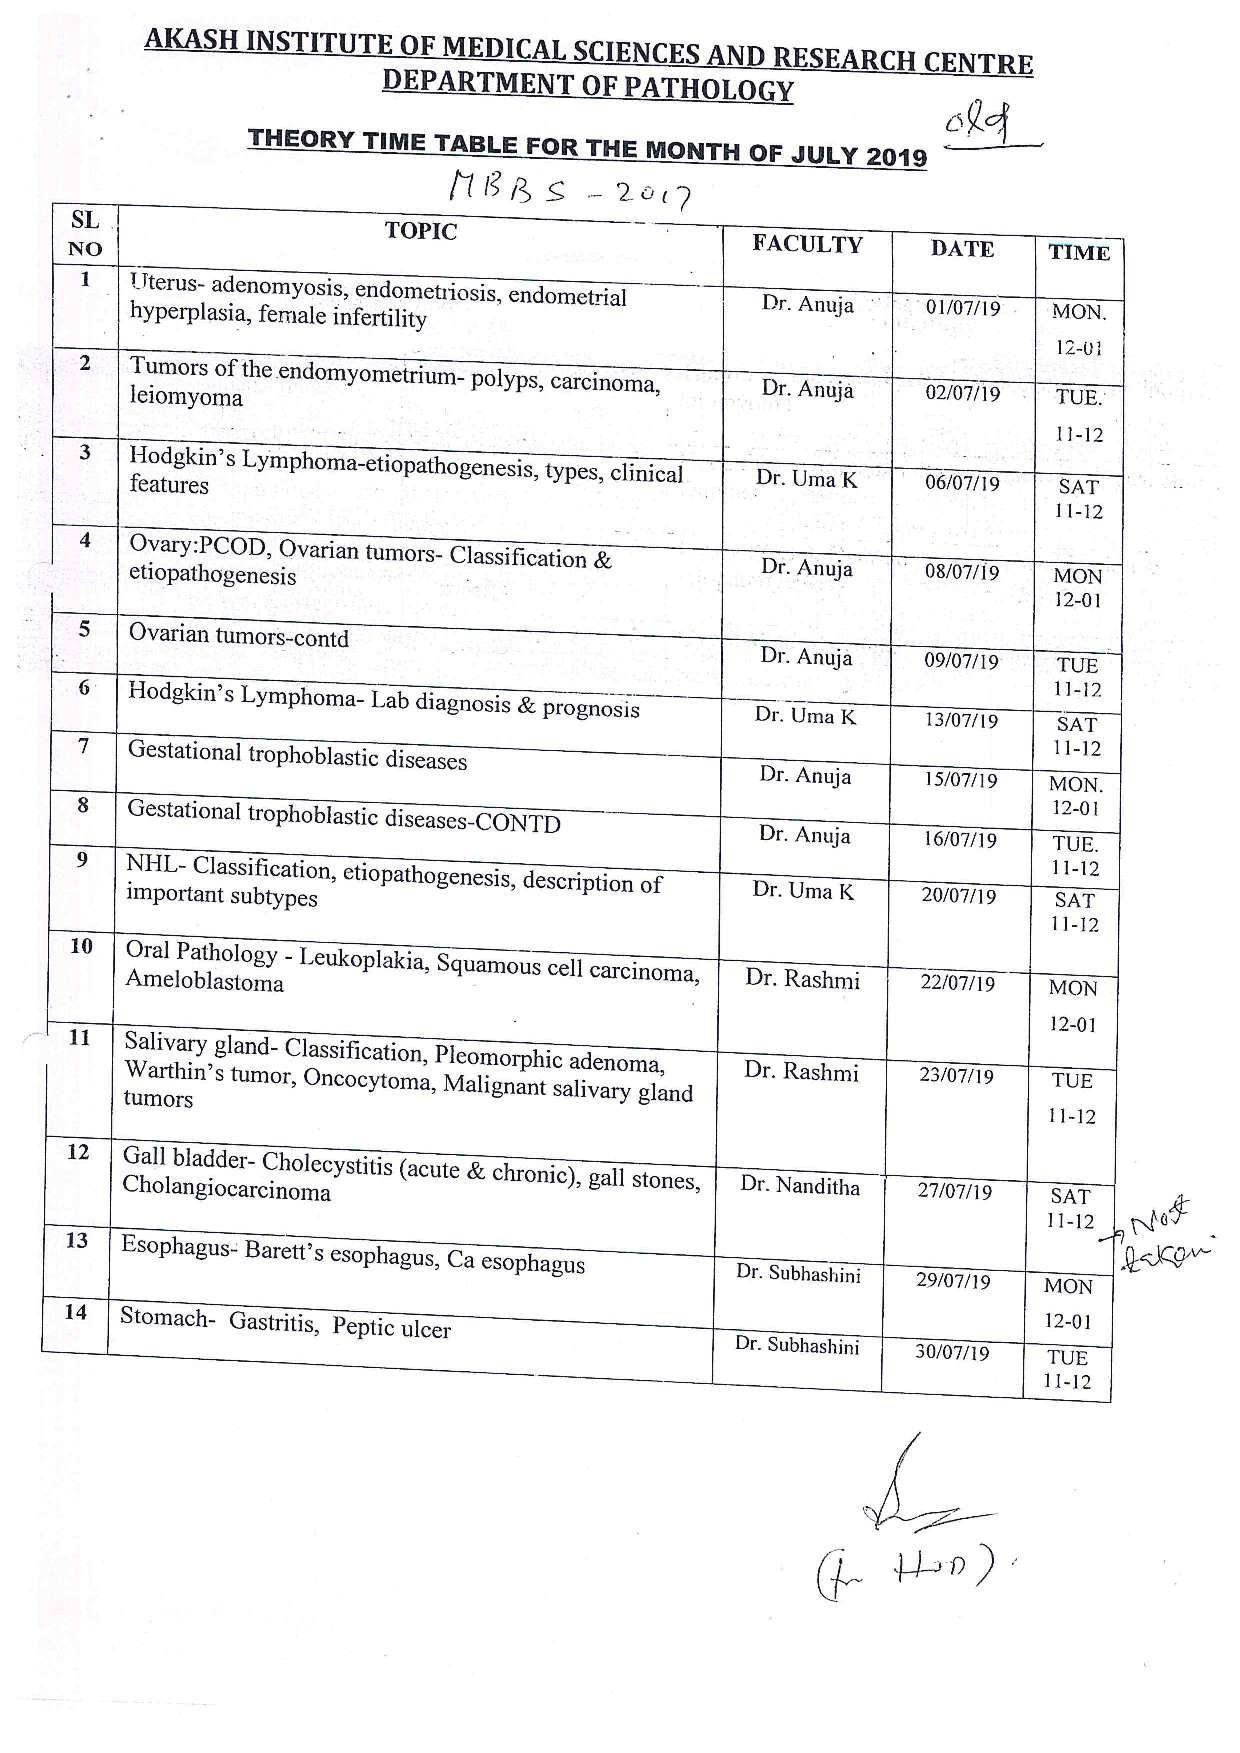 AKASH INSTITUTE OF MEDICAL SCIENCES AND RESEARCH CENTRE
DEPARTMENT OF PATHOLOGY
old
THEORY TIME TABLE FOR THE MONTH OF JULY 2019
MBBS - 2017
SL NO TOPIC FACULTY DATE TIME
1 Uterus- adenomyosis, endometriosis, endometrial Dr. Anuja 01/07/19 MON.
hyperplasia, female infertility 12-01
2 Tumors of the endomyometrium- polyps, carcinoma, Dr. Anuja 02/07/19 TUE.
leiomyoma 11-12
3 Hodgkin's Lymphoma-etiopathogenesis, types, clinical Dr. Uma K 06/07/19 SAT
features 11-12
4 Ovary:PCOD, Ovarian tumors- Classification & Dr. Anuja 08/07/19 MON
etiopathogenesis 12-01
5 Ovarian tumors-contd Dr. Anuja 09/07/19 TUE
11-12
6 Hodgkin's Lymphoma- Lab diagnosis & prognosis Dr. Uma K 13/07/19 SAT
11-12
7 Gestational trophoblastic diseases Dr. Anuja 15/07/19 MON.
12-01
8 Gestational trophoblastic diseases-CONTD Dr. Anuja 16/07/19 TUE.
11-12
9 NHL- Classification, etiopathogenesis, description of Dr. Uma K 20/07/19 SAT
important subtypes 11-12
10 Oral Pathology - Leukoplakia, Squamous cell carcinoma, Dr. Rashmi 22/07/19 MON
Ameloblastoma 12-01
11 Salivary gland- Classification, Pleomorphic adenoma, Dr. Rashmi 23/07/19 TUE
Warthin's tumor, Oncocytoma, Malignant salivary gland 11-12
tumors
12 Gall bladder- Cholecystitis (acute & chronic), gall stones, Dr. Nanditha 27/07/19 SAT
Cholangiocarcinoma 11-12 Not
taken
13 Esophagus- Barett's esophagus, Ca esophagus Dr. Subhashini 29/07/19 MON
12-01
14 Stomach- Gastritis, Peptic ulcer Dr. Subhashini 30/07/19 TUE
11-12
HOD)